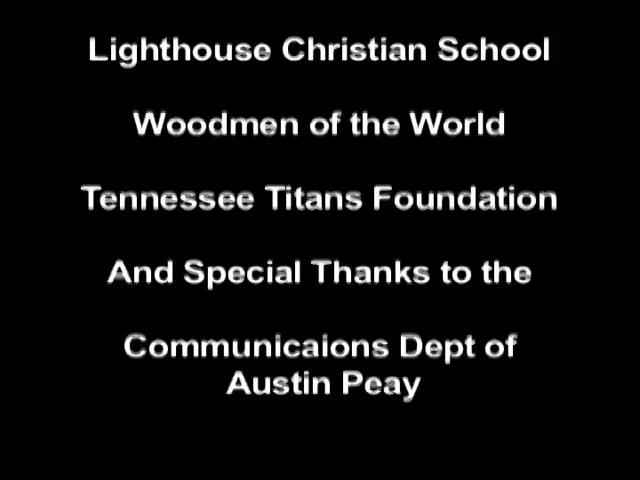 Lighthouse Christian School
Woodmen of the World
Tennessee Titans Foundation
And Special Thanks to the
Communicaions Dept of
Austin Peay